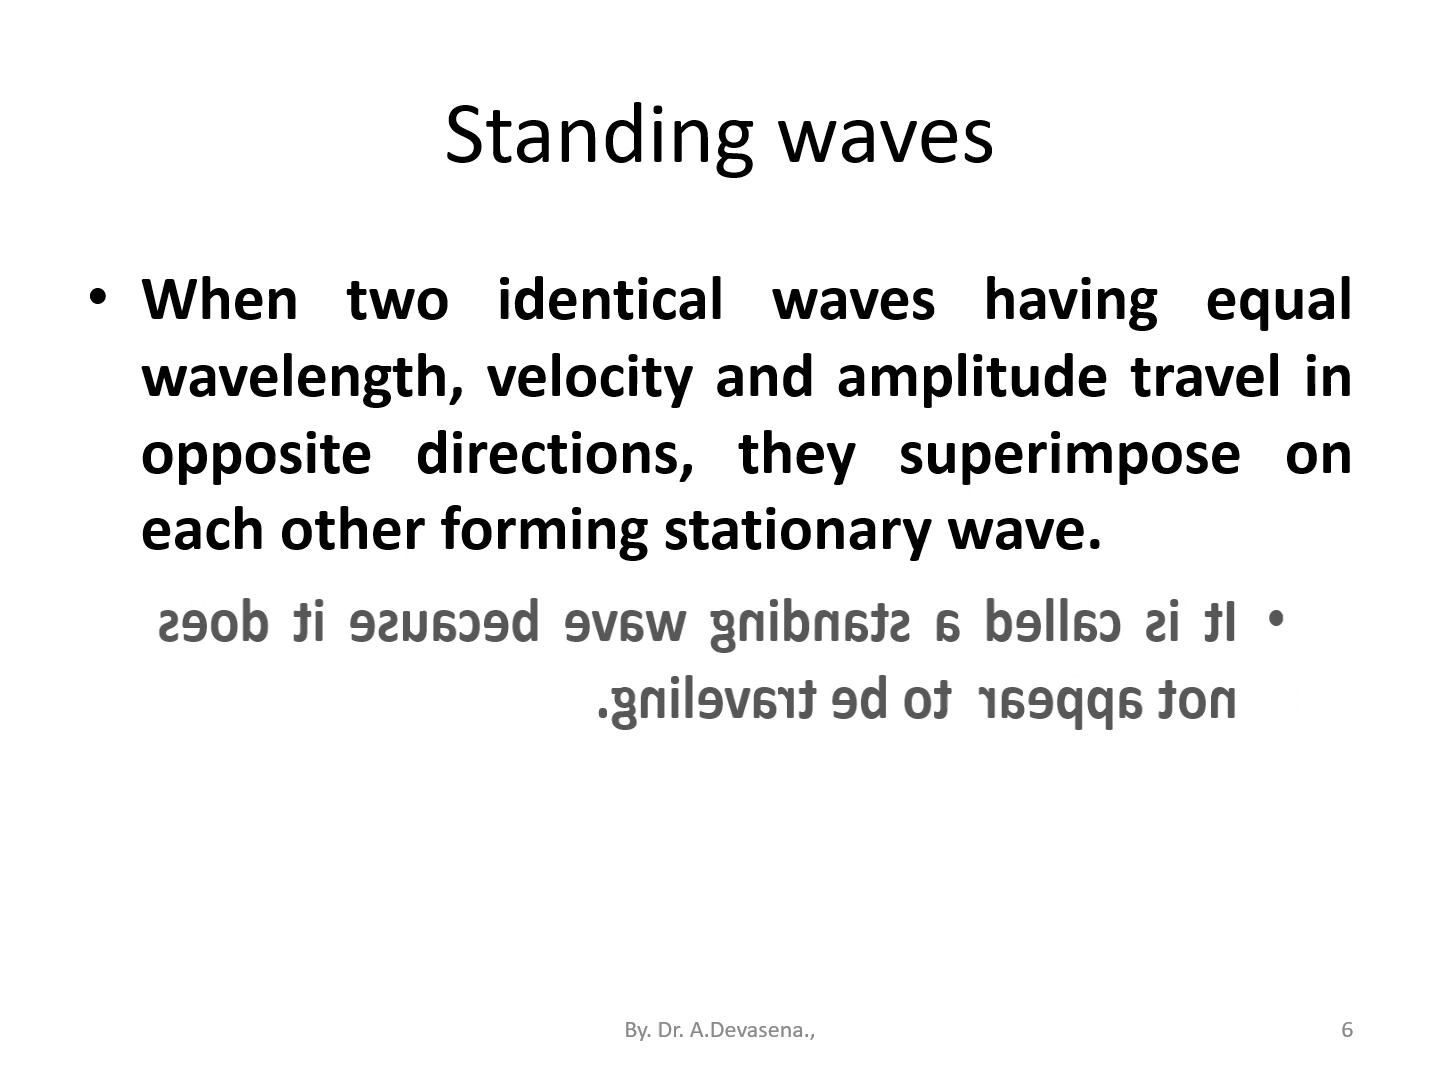 Standing waves
• When two identical waves having equal
wavelength, velocity and amplitude travel in
opposite directions, they superimpose on
each other forming stationary wave.
• It is called a standing wave because it does
not appear to be traveling.
By. Dr. A.Devasena.,
6